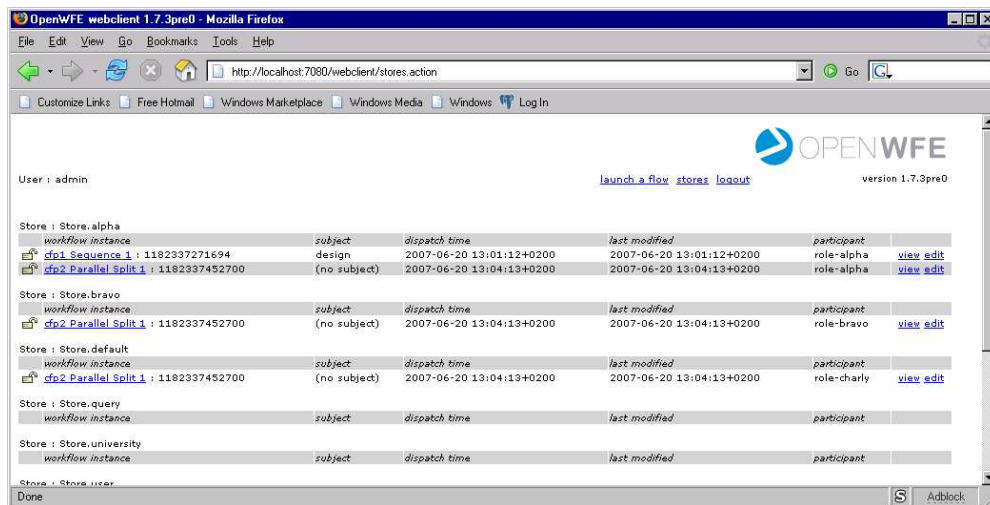 OpenWFE webclient 1.7.3pre0 - Mozilla Firefox
File Edit View Go Bookmarks Tools Help
http://localhost:7080/webclient/stores.action Go G
Customize Links Free Hotmail Windows Marketplace Windows Media Windows Log In
OPENWFE
User : admin launch a flow stores logout version 1.7.3pre0
Store : Store.alpha
workflow instance subject dispatch time last modified participant
cfp1 Sequence 1 : 1182337271694 design 2007-06-20 13:01:12+0200 2007-06-20 13:01:12+0200 role-alpha view edit
cfp2 Parallel Split 1 : 1182337452700 (no subject) 2007-06-20 13:04:13+0200 2007-06-20 13:04:13+0200 role-alpha view edit
Store : Store.bravo
workflow instance subject dispatch time last modified participant
cfp2 Parallel Split 1 : 1182337452700 (no subject) 2007-06-20 13:04:13+0200 2007-06-20 13:04:13+0200 role-bravo view edit
Store : Store.default
workflow instance subject dispatch time last modified participant
cfp2 Parallel Split 1 : 1182337452700 (no subject) 2007-06-20 13:04:13+0200 2007-06-20 13:04:13+0200 role-charly view edit
Store : Store.query
workflow instance subject dispatch time last modified participant
Store : Store.university
workflow instance subject dispatch time last modified participant
Store : Store.user
Done S Adblock